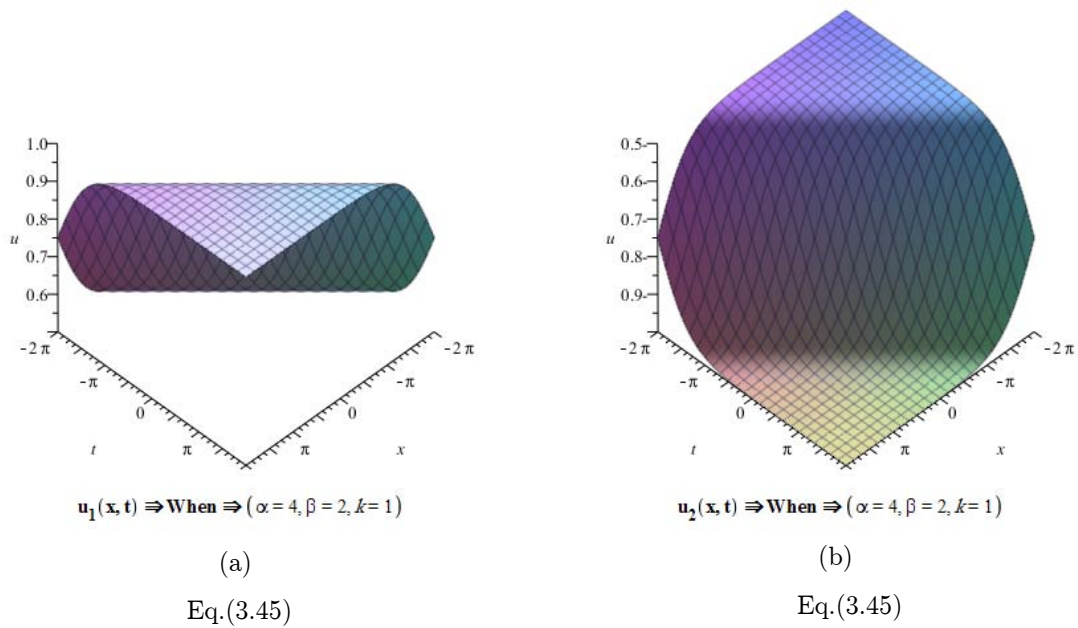 1.0
0.9
0.8
u
0.7
0.6
-2 π
-π
0
π
t
-2 π
-π
0
π
x
u₁(x, t) ⇛ When ⇛ (α = 4, β = 2, k = 1)
(a)
Eq.(3.45)
0.5
0.6
0.7
u
0.8
0.9
-2 π
-π
0
π
t
-2 π
-π
0
π
x
u₂(x, t) ⇛ When ⇛ (α = 4, β = 2, k = 1)
(b)
Eq.(3.45)